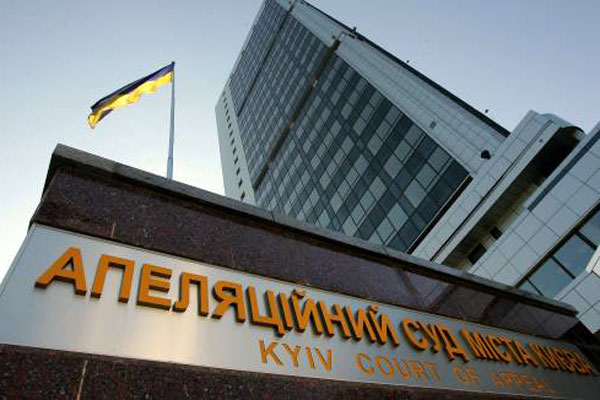 АПЕЛЯЦІЙНИЙ СУД МІСТА КИЄВА
KYIV COURT OF APPEAL